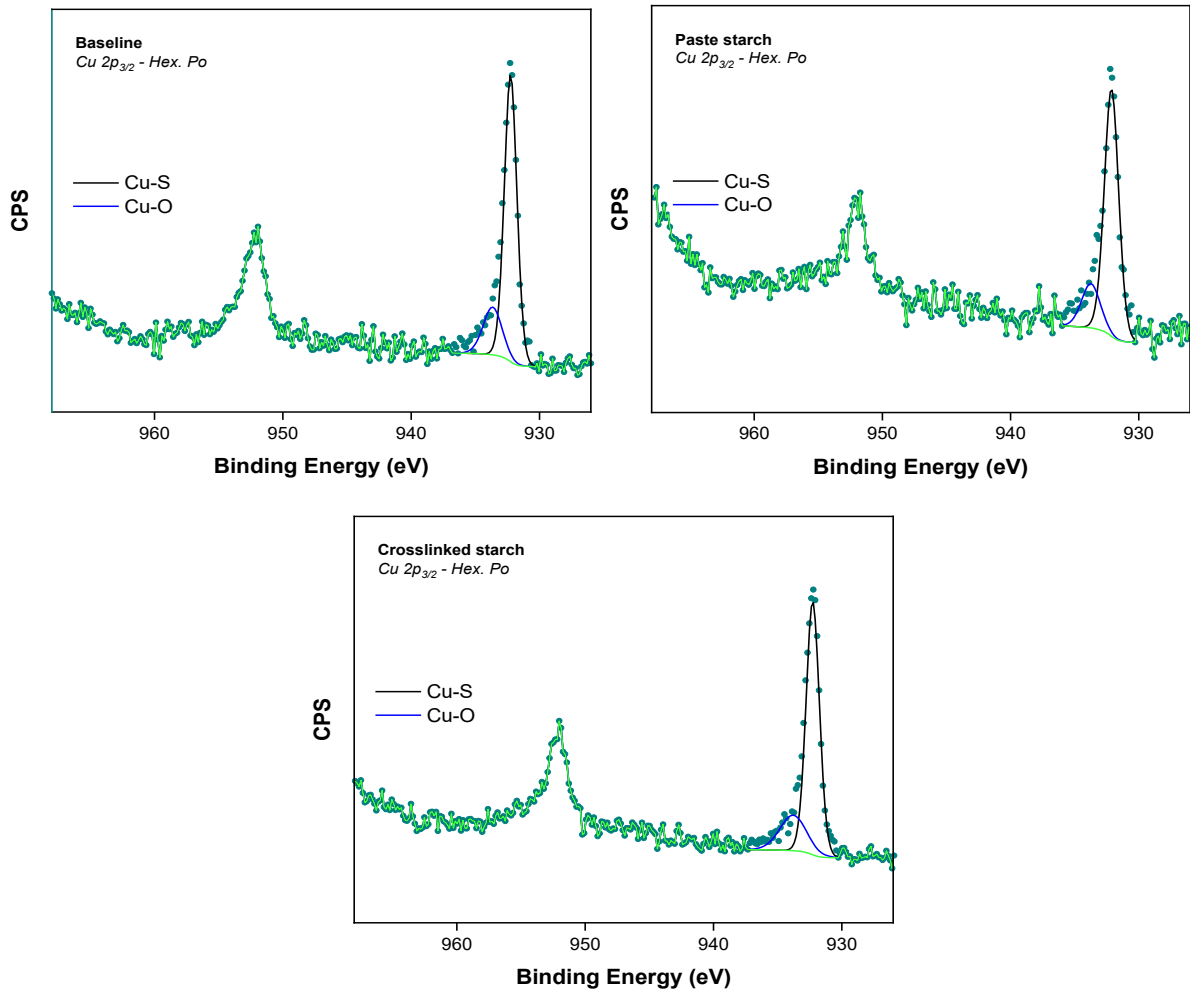 Baseline
Cu 2p3/2 - Hex. Po
Cu-S
Cu-O
CPS
960 950 940 930
Binding Energy (eV)
Paste starch
Cu 2p3/2 - Hex. Po
Cu-S
Cu-O
CPS
960 950 940 930
Binding Energy (eV)
Crosslinked starch
Cu 2p3/2 - Hex. Po
Cu-S
Cu-O
CPS
960 950 940 930
Binding Energy (eV)